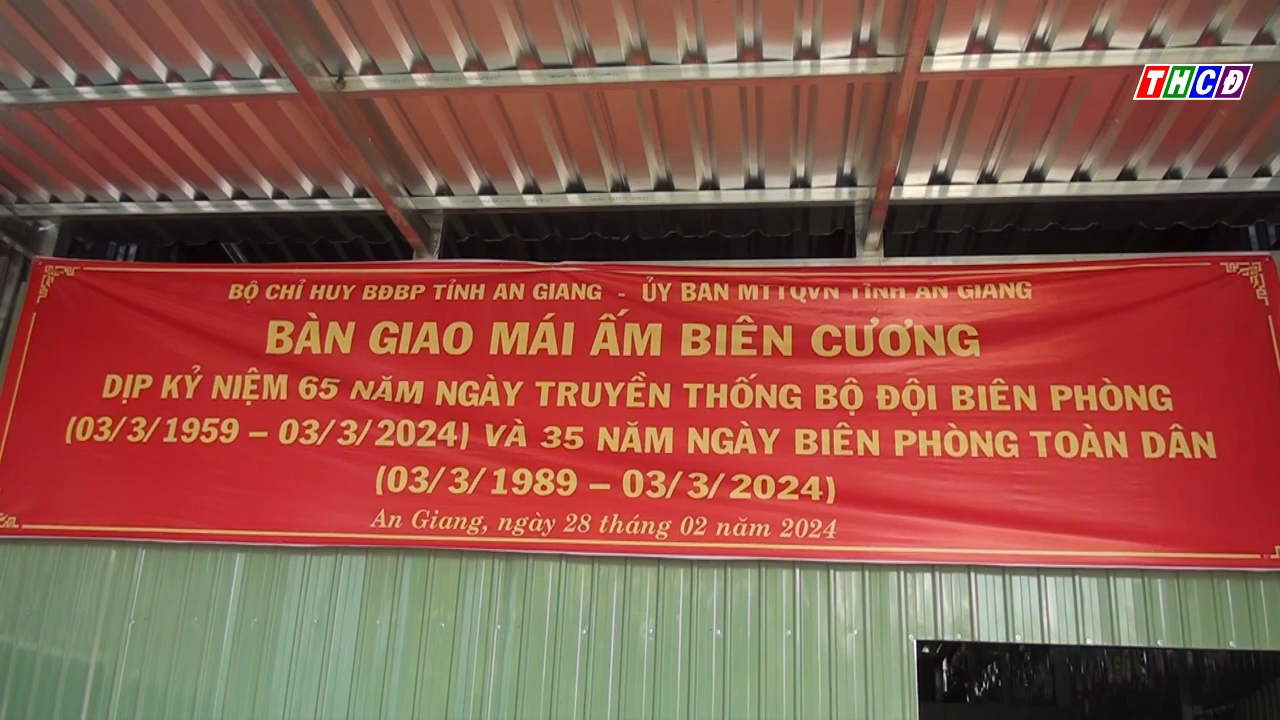 THCĐ
BỘ CHỈ HUY BĐBP TỈNH AN GIANG - ỦY BAN MTTQVN TỈNH AN GIANG
BÀN GIAO MÁI ẤM BIÊN CƯƠNG
DỊP KỶ NIỆM 65 NĂM NGÀY TRUYỀN THỐNG BỘ ĐỘI BIÊN PHÒNG
(03/3/1959 – 03/3/2024) VÀ 35 NĂM NGÀY BIÊN PHÒNG TOÀN DÂN
(03/3/1989 – 03/3/2024)
An Giang, ngày 28 tháng 02 năm 2024